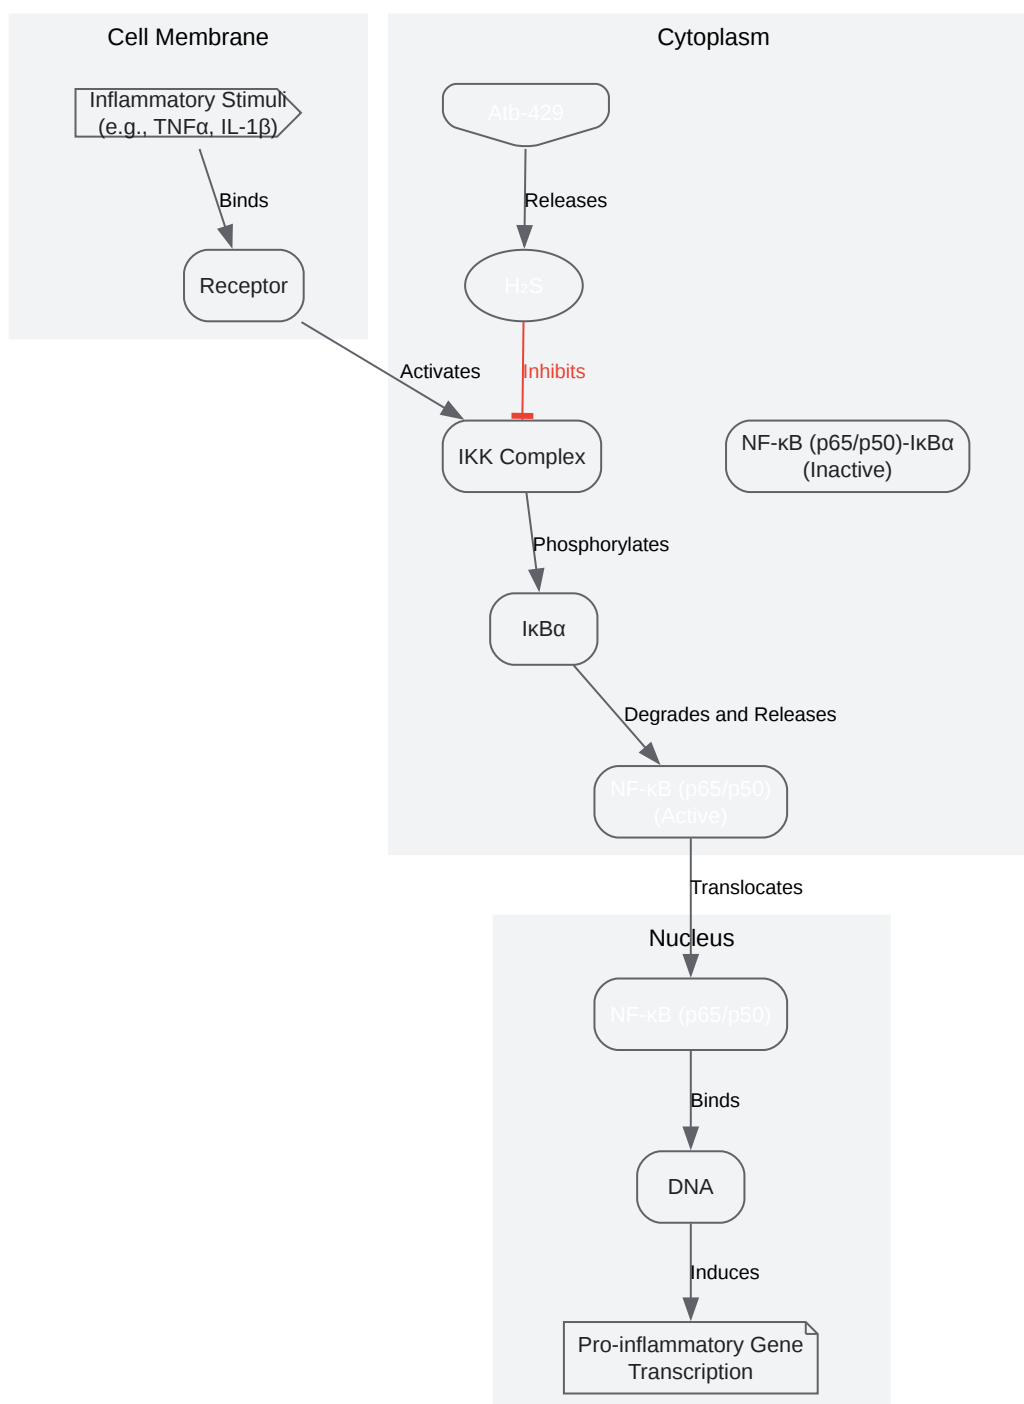 Cell Membrane
Inflammatory Stimuli
(e.g., TNFα, IL-1β)
Binds
Receptor
Activates
Cytoplasm
Atb-429
Releases
H₂S
Inhibits
IKK Complex
NF-κB (p65/p50)-IκBα
(Inactive)
Phosphorylates
IκBα
Degrades and Releases
NF-κB (p65/p50)
(Active)
Translocates
Nucleus
NF-κB (p65/p50)
Binds
DNA
Induces
Pro-inflammatory Gene
Transcription